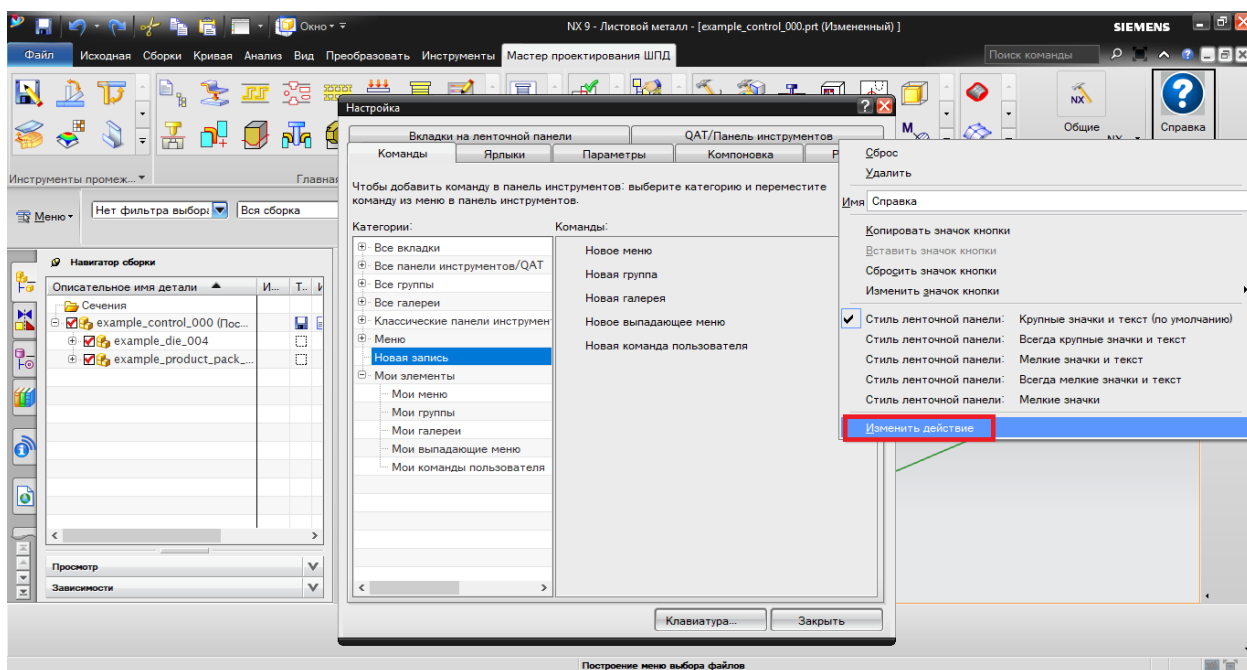 Окно
NX 9 - Листовой металл - [example_control_000.prt (Измененный) ]
SIEMENS
Файл Исходная Сборки Кривая Анализ Вид Преобразовать Инструменты Мастер проектирования ШПД
Поиск команды
NX
Общие
Справка
Инструменты промеж...
Главная
Меню
Нет фильтра выбора
Вся сборка
Навигатор сборки
Описательное имя детали И... Т..
Сечения
example_control_000 (Пос...
example_die_004
example_product_pack_...
Просмотр
Зависимости
Настройка
Вкладки на ленточной панели QAT/Панель инструментов
Команды Ярлыки Параметры Компоновка
Чтобы добавить команду в панель инструментов: выберите категорию и переместите
команду из меню в панель инструментов.
Категории:
Все вкладки
Все панели инструментов/QAT
Все группы
Все галереи
Классические панели инструмен
Меню
Новая запись
Мои элементы
Мои меню
Мои группы
Мои галереи
Мои выпадающие меню
Мои команды пользователя
Команды:
Новое меню
Новая группа
Новая галерея
Новое выпадающее меню
Новая команда пользователя
Клавиатура... Закрыть
Сброс
Удалить
Имя Справка
Копировать значок кнопки
Вставить значок кнопки
Сбросить значок кнопки
Изменить значок кнопки
Стиль ленточной панели: Крупные значки и текст (по умолчанию)
Стиль ленточной панели: Всегда крупные значки и текст
Стиль ленточной панели: Мелкие значки и текст
Стиль ленточной панели: Всегда мелкие значки и текст
Стиль ленточной панели: Мелкие значки
Изменить действие
Построение меню выбора файлов